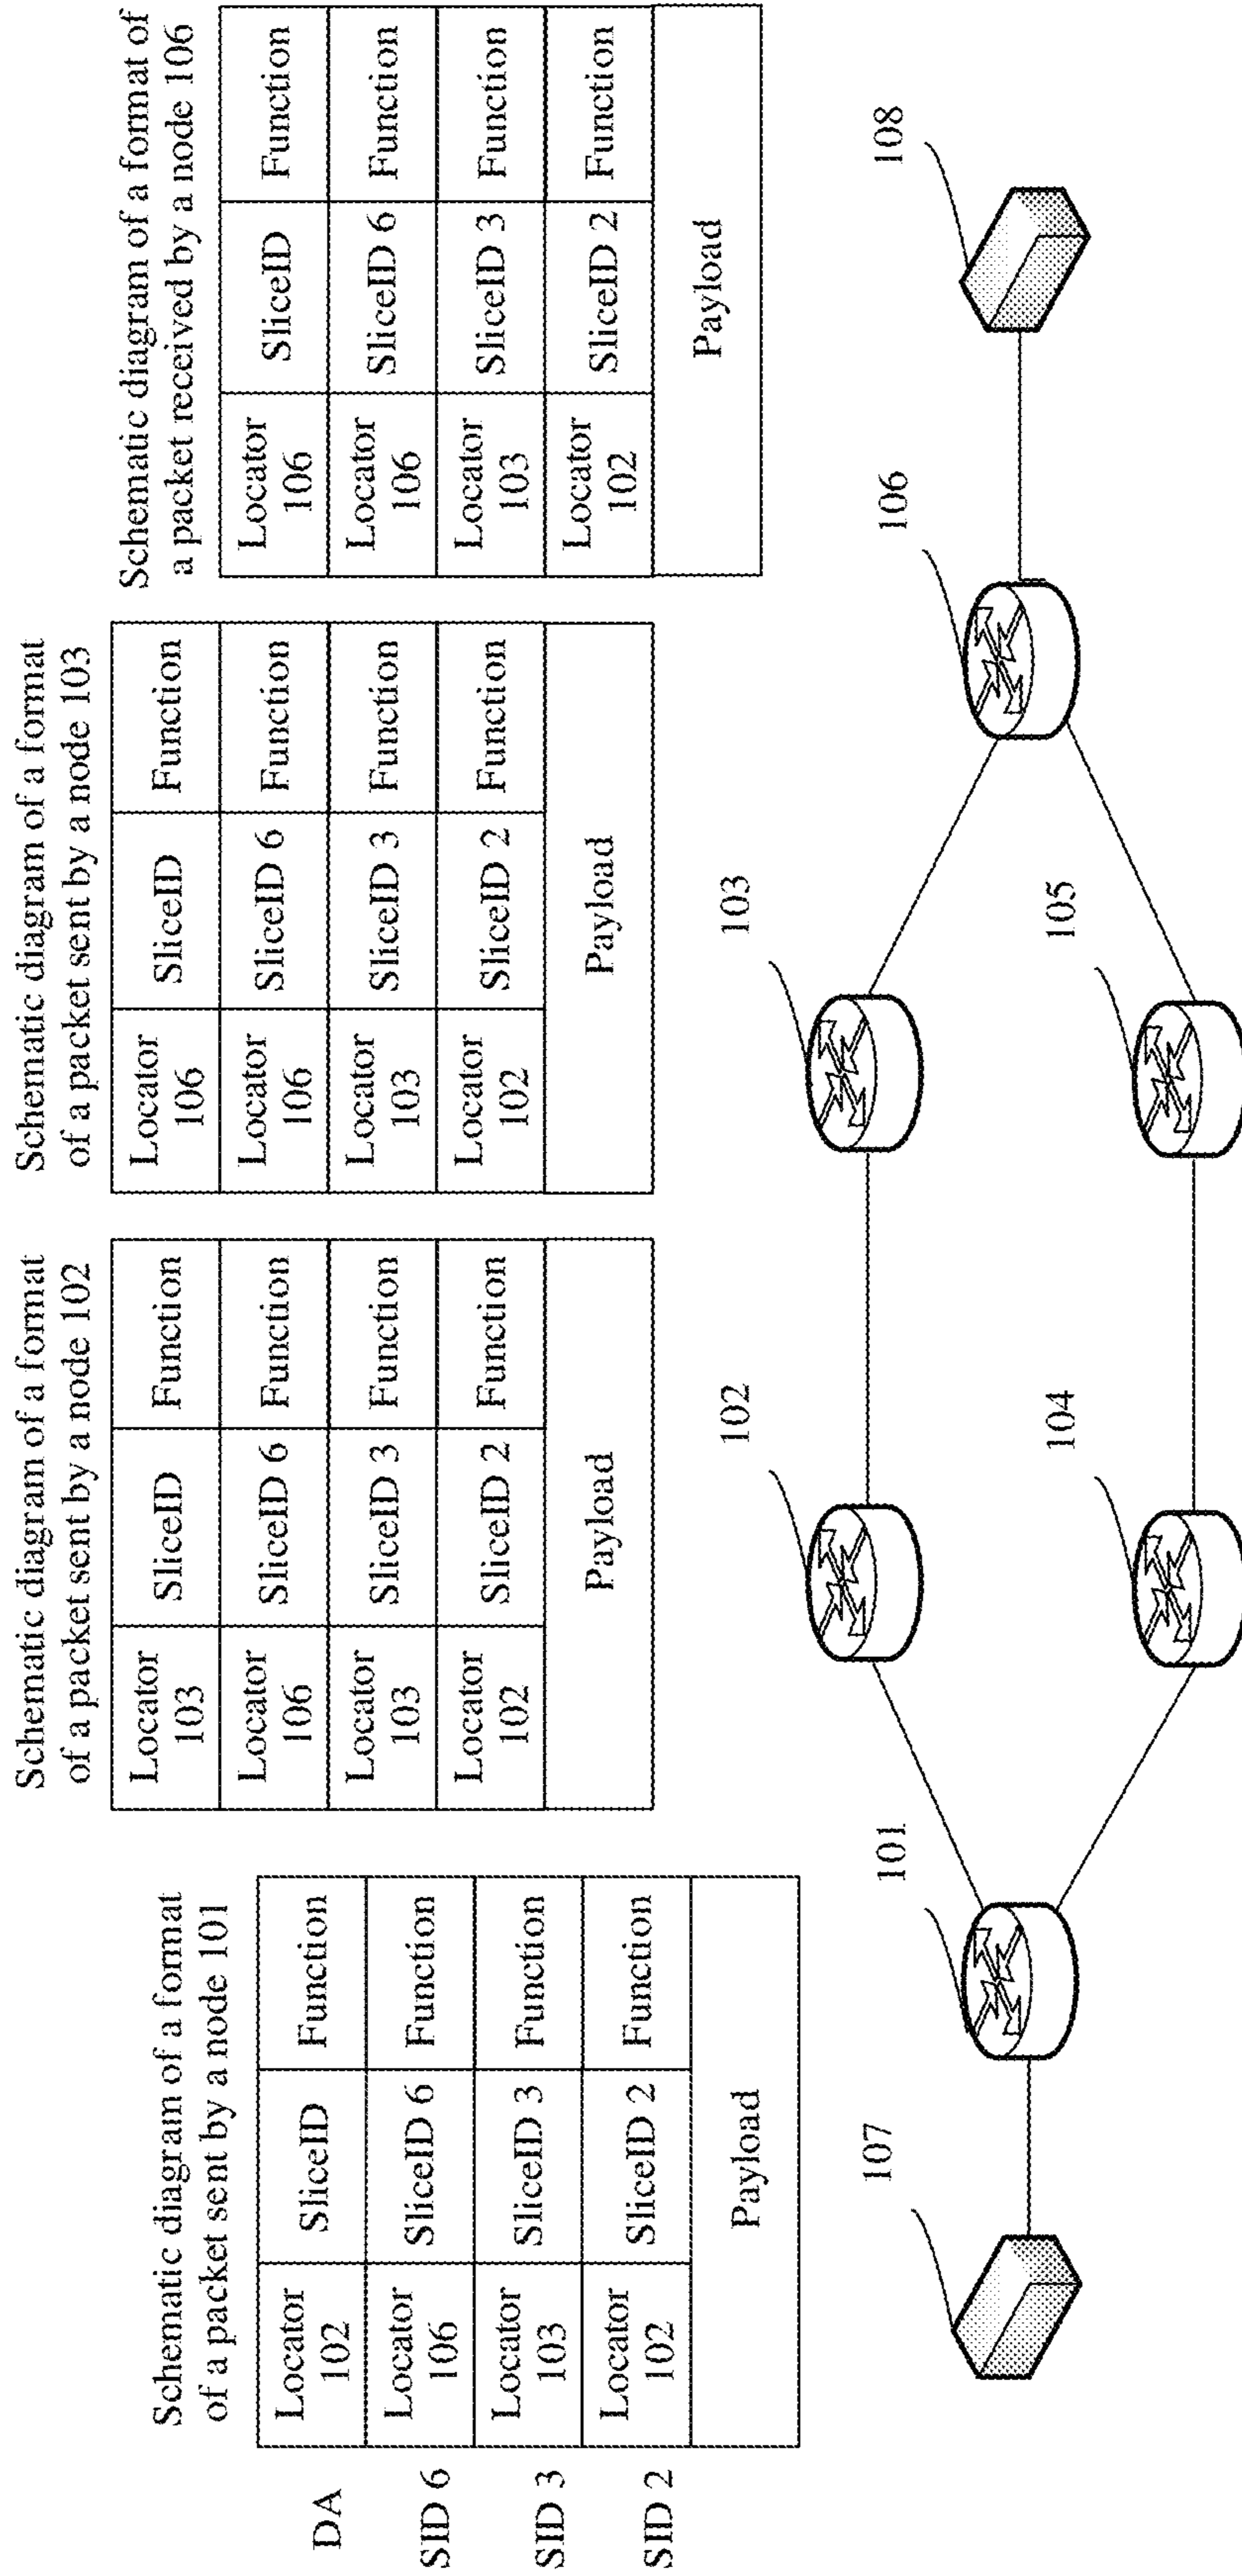 Schematic diagram of a format
of a packet sent by a node 101
DA
Locator
102
SliceID
Function
SID 6
Locator
106
SliceID 6
Function
SID 3
Locator
103
SliceID 3
Function
SID 2
Locator
102
SliceID 2
Function
Payload
Schematic diagram of a format
of a packet sent by a node 102
Locator
103
SliceID
Function
Locator
106
SliceID 6
Function
Locator
103
SliceID 3
Function
Locator
102
SliceID 2
Function
Payload
Schematic diagram of a format
of a packet sent by a node 103
Locator
106
SliceID
Function
Locator
106
SliceID 6
Function
Locator
103
SliceID 3
Function
Locator
102
SliceID 2
Function
Payload
Schematic diagram of a format of
a packet received by a node 106
Locator
106
SliceID
Function
Locator
106
SliceID 6
Function
Locator
103
SliceID 3
Function
Locator
102
SliceID 2
Function
Payload
107
101
102
103
104
105
106
108